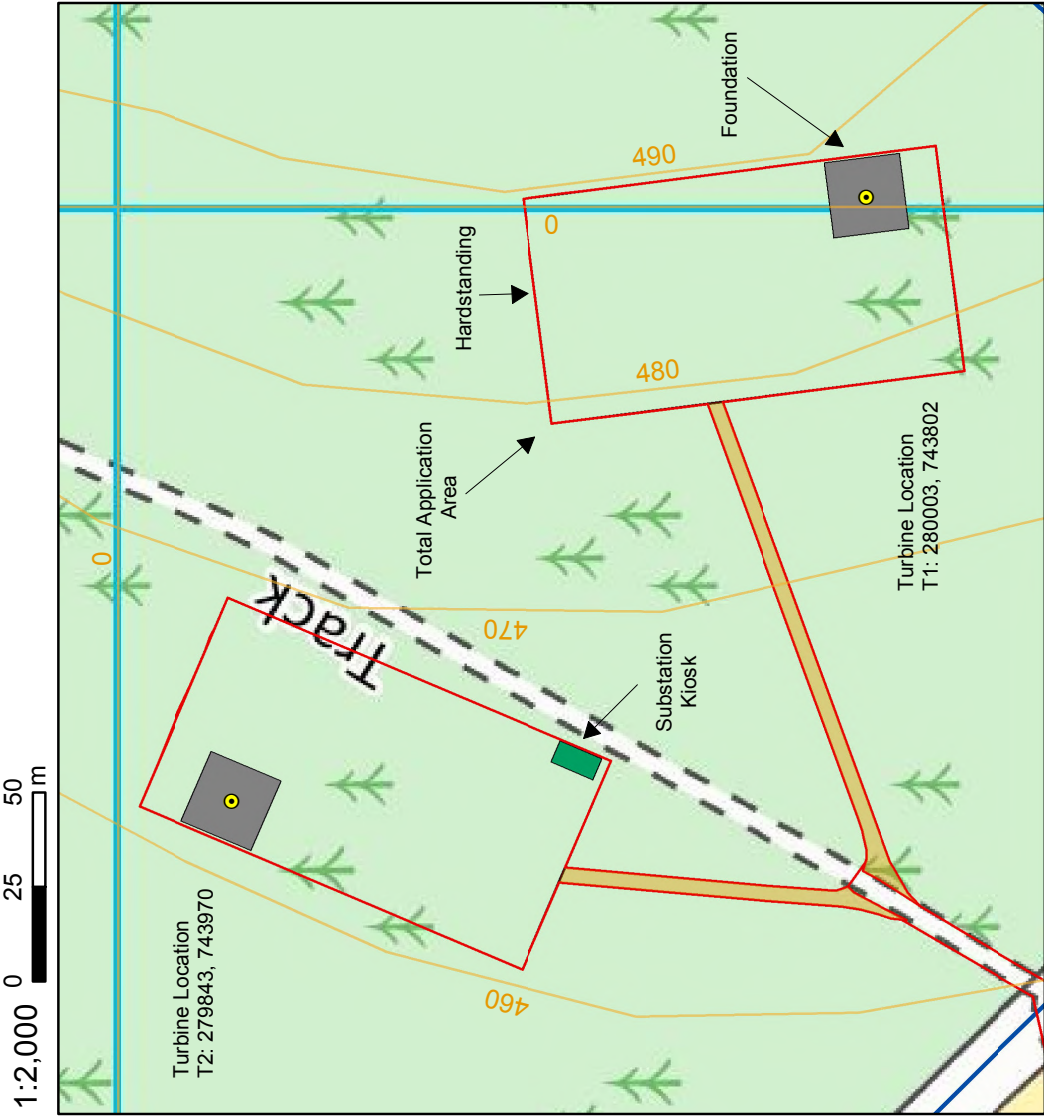 1:2,000
0 25 50
m
Turbine Location
T2: 279843, 743970
460
0
Track
470
Substation
Kiosk
Total Application
Area
Hardstanding
480
0
490
Foundation
Turbine Location
T1: 280003, 743802